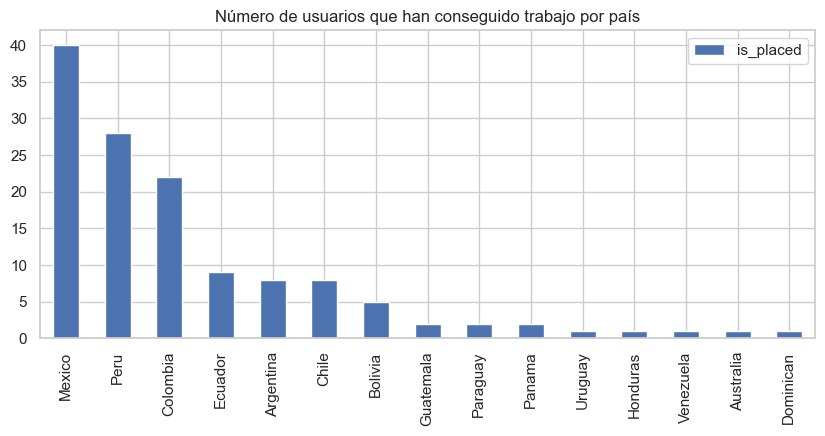 Número de usuarios que han conseguido trabajo por país
is_placed
40
35
30
25
20
15
10
5
0
Mexico
Peru
Colombia
Ecuador
Argentina
Chile
Bolivia
Guatemala
Paraguay
Panama
Uruguay
Honduras
Venezuela
Australia
Dominican